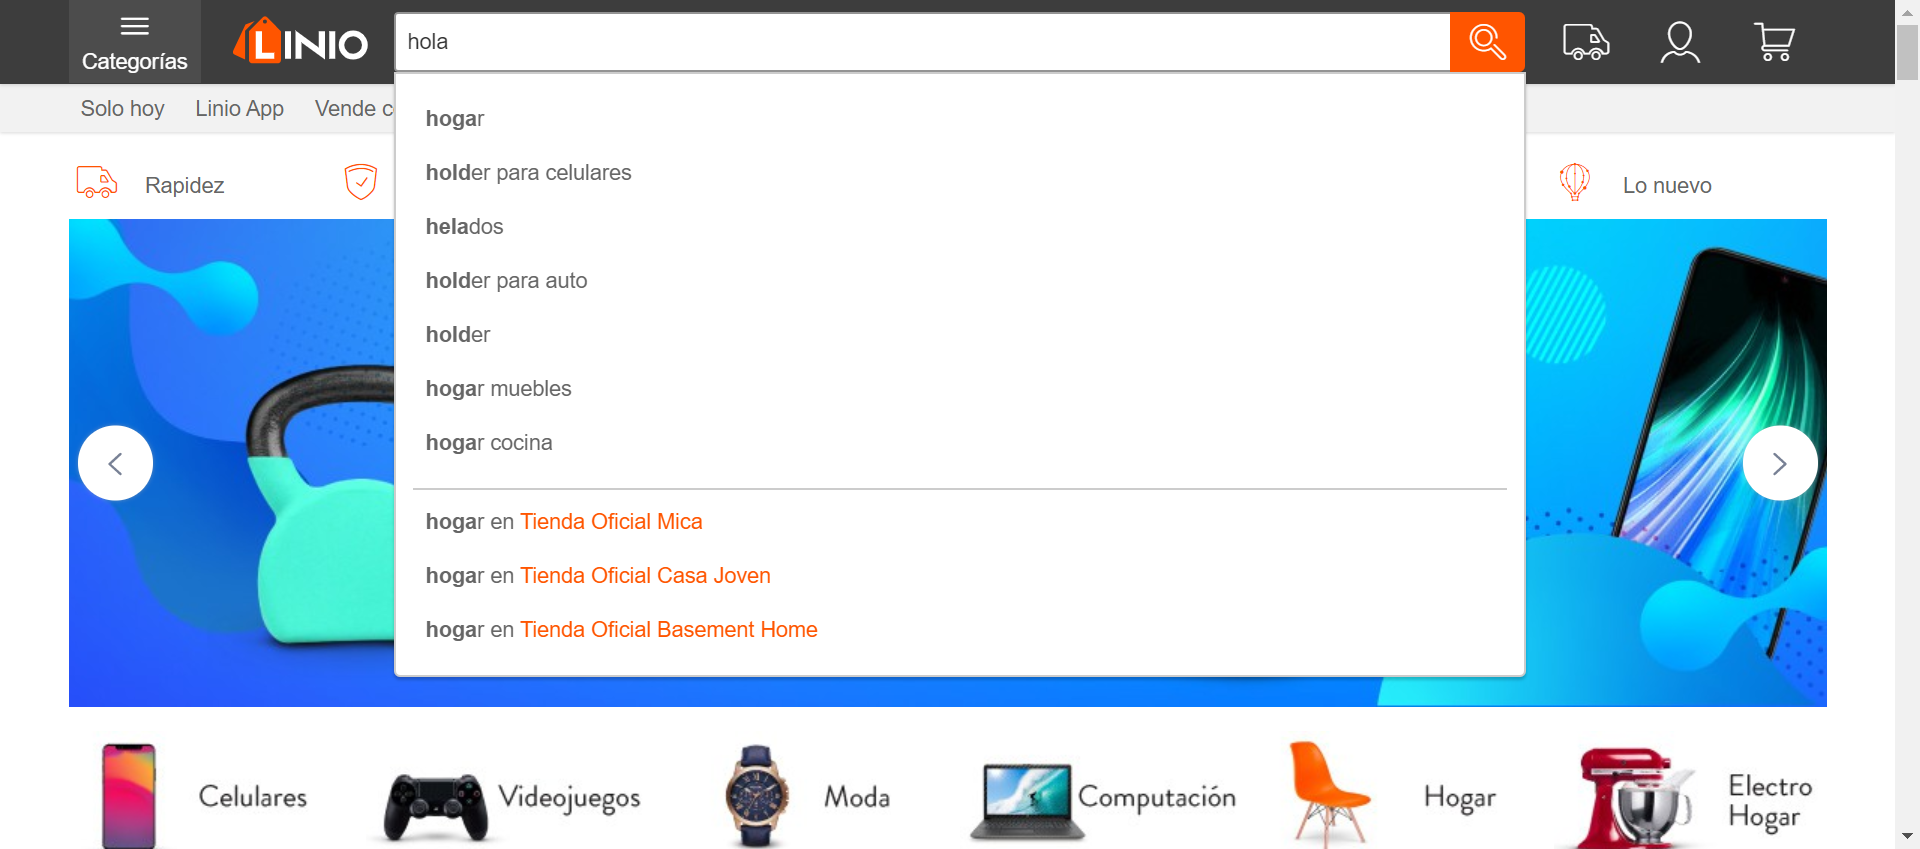 Categorías
LINIO
hola
Solo hoy
Linio App
Vende c
hogar
holder para celulares
helados
holder para auto
holder
hogar muebles
hogar cocina
hogar en Tienda Oficial Mica
hogar en Tienda Oficial Casa Joven
hogar en Tienda Oficial Basement Home
Rapidez
Lo nuevo
Celulares
Videojuegos
Moda
Computación
Hogar
Electro
Hogar